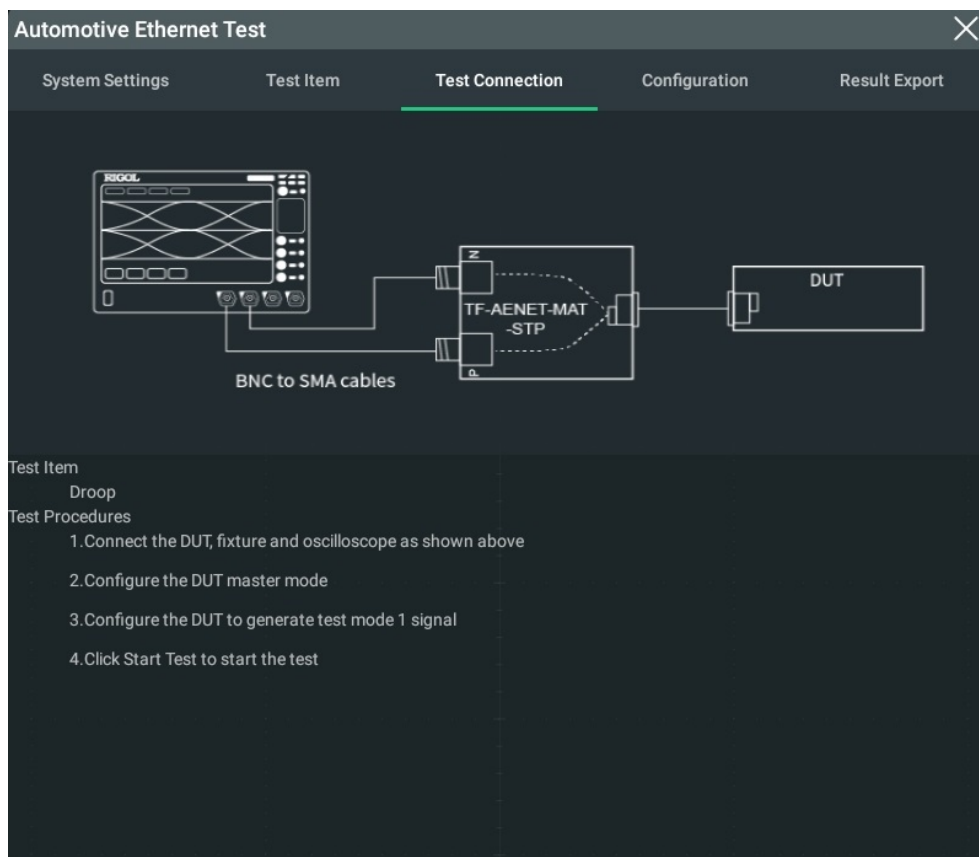 Automotive Ethernet Test
System Settings
Test Item
Test Connection
Configuration
Result Export
RIGOL
N
TF-AENET-MAT
-STP
P
DUT
BNC to SMA cables
Test Item
Droop
Test Procedures
1.Connect the DUT, fixture and oscilloscope as shown above
2.Configure the DUT master mode
3.Configure the DUT to generate test mode 1 signal
4.Click Start Test to start the test